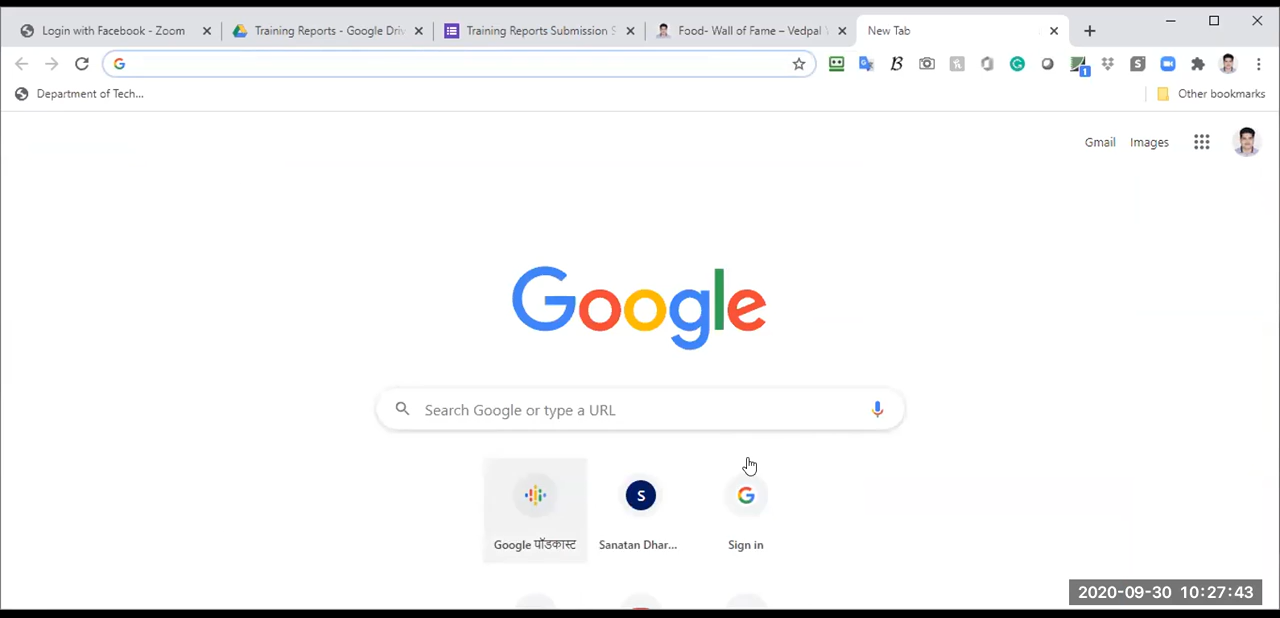 Login with Facebook - Zoom
Training Reports - Google Driv
Training Reports Submission S
Food- Wall of Fame – Vedpal
New Tab
Department of Tech...
Other bookmarks
Gmail
Images
Google
Search Google or type a URL
S
Google पॉडकास्ट
Sanatan Dhar...
Sign in
2020-09-30 10:27:43